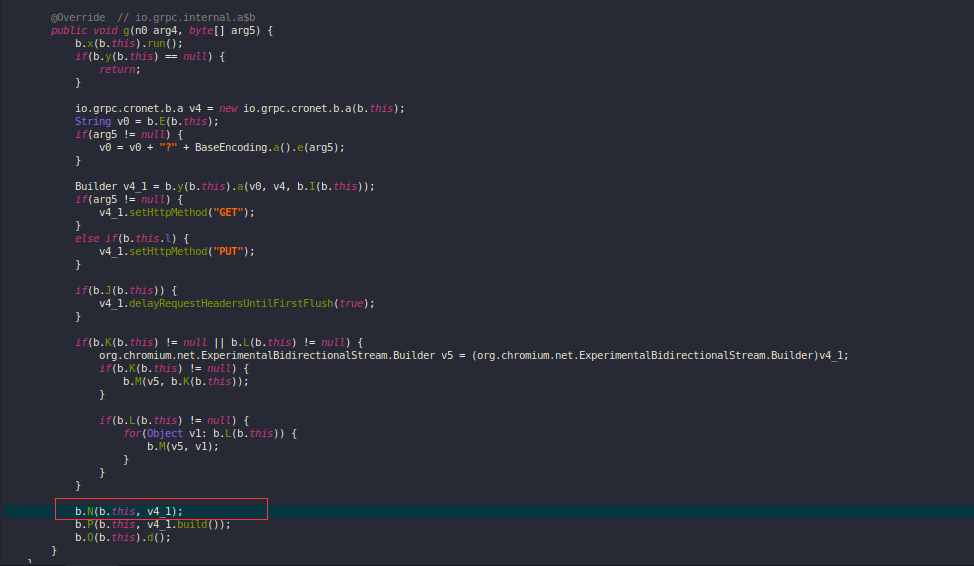 @Override  // io.grpc.internal.a$b
public void g(n0 arg4, byte[] arg5) {
b.x(b.this).run();
if(b.y(b.this) == null) {
return;
}
io.grpc.cronet.b.a v4 = new io.grpc.cronet.b.a(b.this);
String v0 = b.E(b.this);
if(arg5 != null) {
v0 = v0 + "?" + BaseEncoding.a().e(arg5);
}
Builder v4_1 = b.y(b.this).a(v0, v4, b.I(b.this));
if(arg5 != null) {
v4_1.setHttpMethod("GET");
}
else if(b.this.l) {
v4_1.setHttpMethod("PUT");
}
if(b.J(b.this)) {
v4_1.delayRequestHeadersUntilFirstFlush(true);
}
if(b.K(b.this) != null || b.L(b.this) != null) {
org.chromium.net.ExperimentalBidirectionalStream.Builder v5 = (org.chromium.net.ExperimentalBidirectionalStream.Builder)v4_1;
if(b.K(b.this) != null) {
b.M(v5, b.K(b.this));
}
if(b.L(b.this) != null) {
for(Object v1: b.L(b.this)) {
b.M(v5, v1);
}
}
}
b.N(b.this, v4_1);
b.P(b.this, v4_1.build());
b.O(b.this).d();
}
}